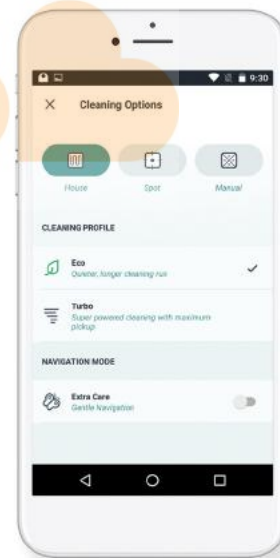 9:30
Cleaning Options
House Spot Manual
CLEANING PROFILE
Eco
Quieter, longer cleaning run
Turbo
Super powered cleaning with maximum
pickup
NAVIGATION MODE
Extra Care
Gentle Navigation